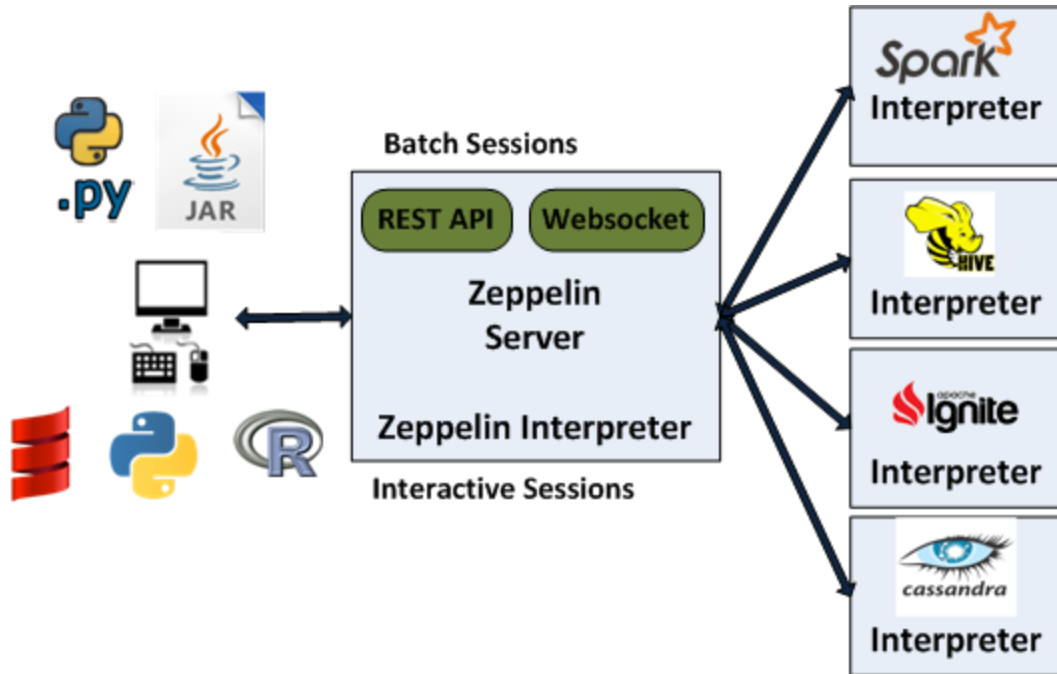 .py
JAR
Batch Sessions
REST API
Websocket
Zeppelin
Server
Zeppelin Interpreter
Interactive Sessions
R
Spark
Interpreter
HIVE
Interpreter
apache
Ignite
Interpreter
cassandra
Interpreter